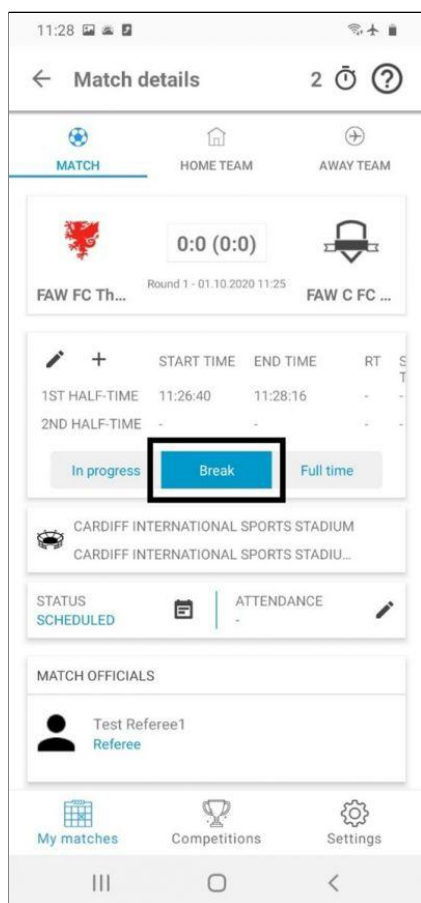 11:28
Match details 2
MATCH HOME TEAM AWAY TEAM
0:0 (0:0)
Round 1 - 01.10.2020 11:25
FAW FC Th... FAW C FC ...
START TIME END TIME RT S
T
1ST HALF-TIME 11:26:40 11:28:16 - -
2ND HALF-TIME - - - -
In progress Break Full time
CARDIFF INTERNATIONAL SPORTS STADIUM
CARDIFF INTERNATIONAL SPORTS STADIU...
STATUS ATTENDANCE
SCHEDULED -
MATCH OFFICIALS
Test Referee1
Referee
My matches Competitions Settings